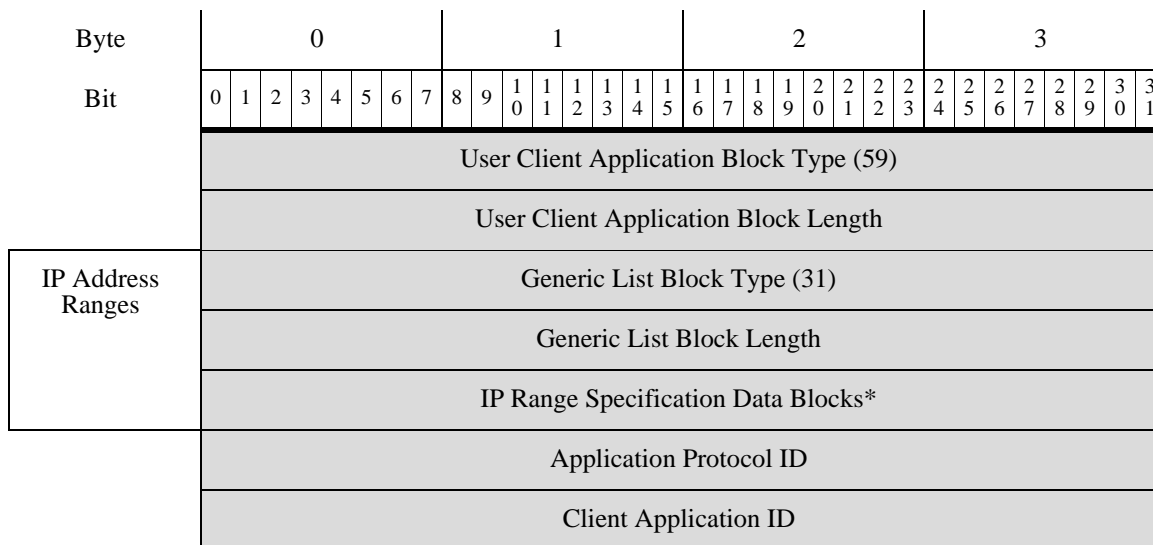 Byte 0 1 2 3
Bit 0 1 2 3 4 5 6 7 8 9 10 11 12 13 14 15 16 17 18 19 20 21 22 23 24 25 26 27 28 29 30 31
User Client Application Block Type (59)
User Client Application Block Length
IP Address
Ranges
Generic List Block Type (31)
Generic List Block Length
IP Range Specification Data Blocks*
Application Protocol ID
Client Application ID